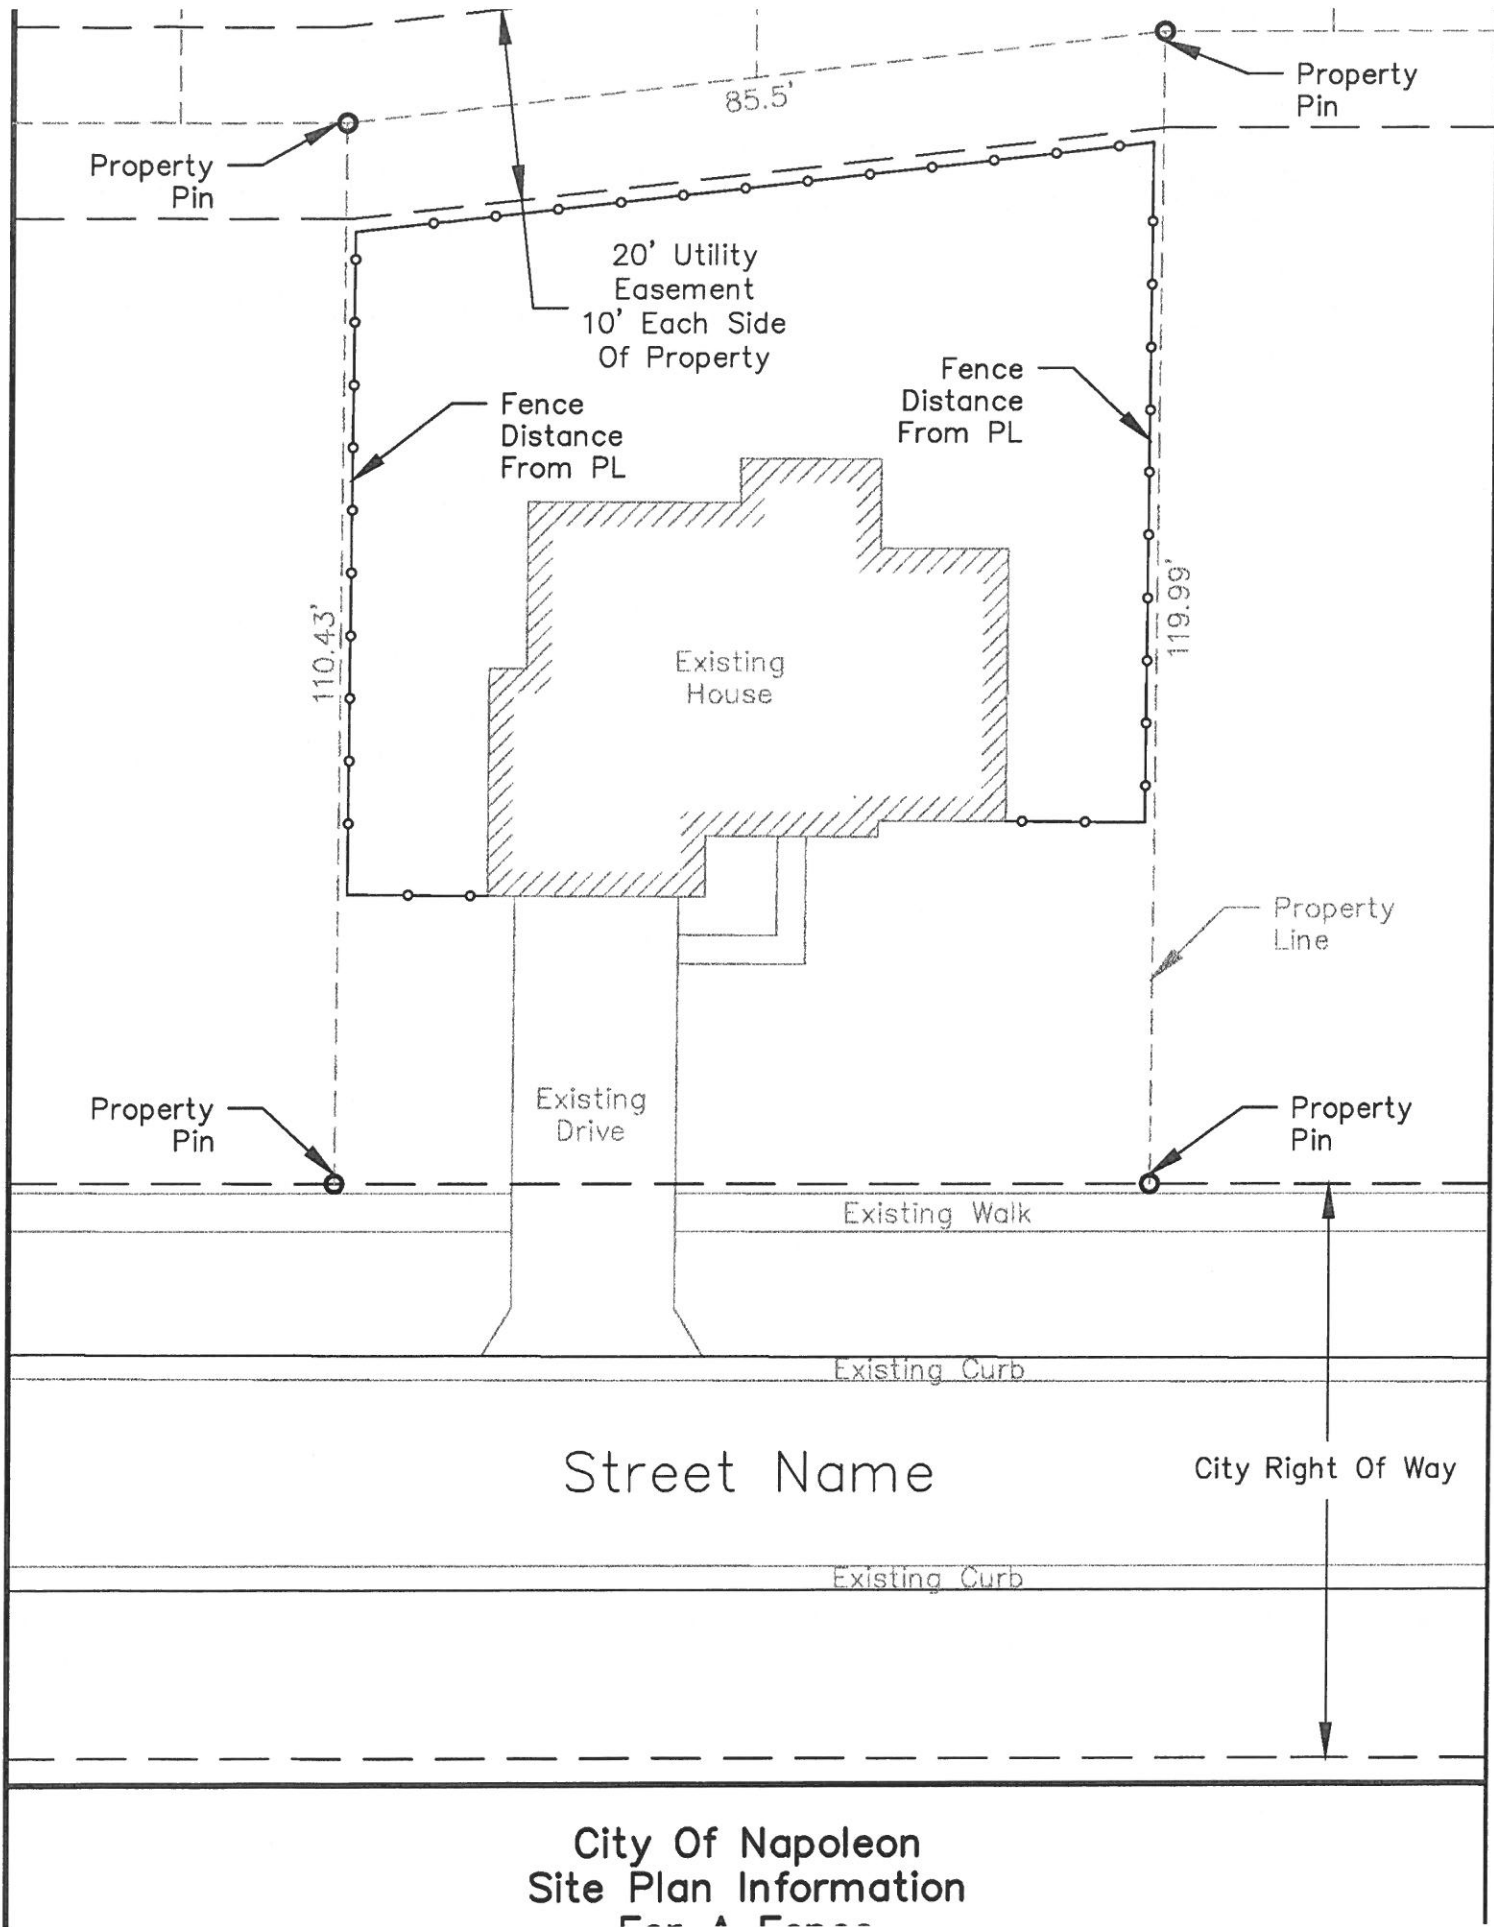 Property
Pin
85.5'
Property
Pin
20' Utility
Easement
10' Each Side
Of Property
Fence
Distance
From PL
Fence
Distance
From PL
110.43'
119.99'
Existing
House
Property
Line
Existing
Drive
Property
Pin
Property
Pin
Existing Walk
Existing Curb
Street Name
City Right Of Way
Existing Curb
City Of Napoleon
Site Plan Information
For A Fence